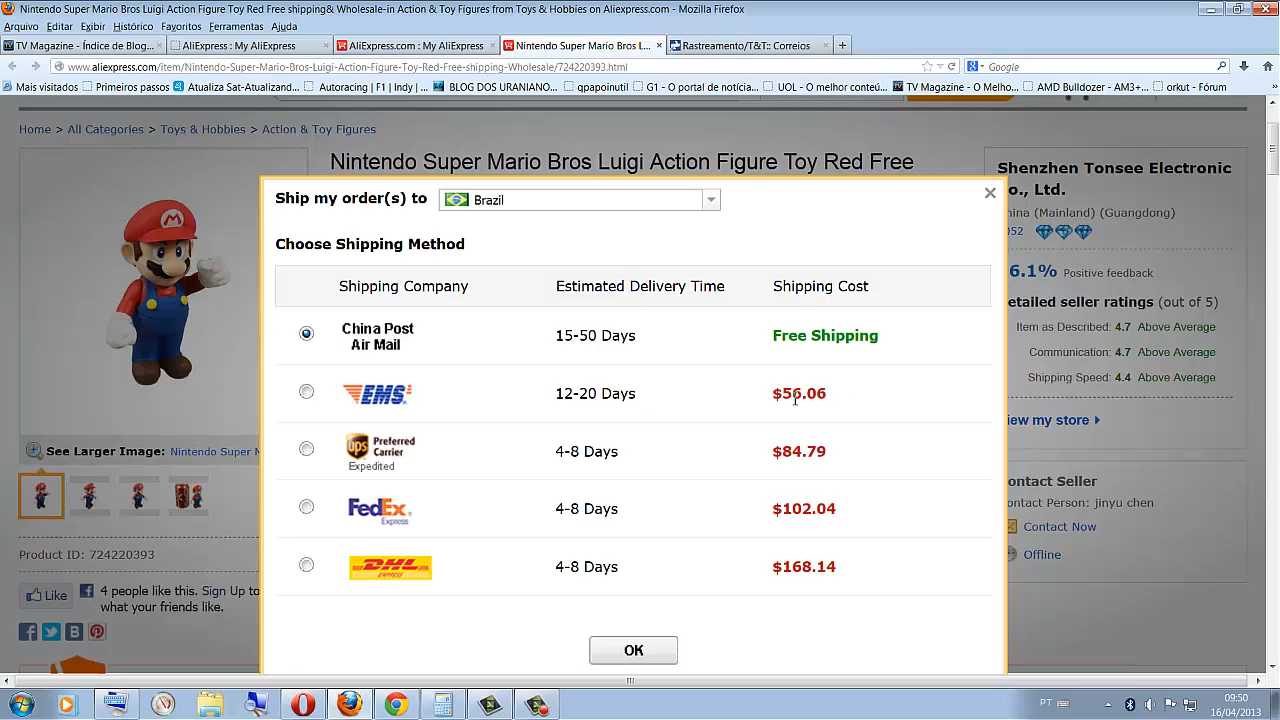 Nintendo Super Mario Bros Luigi Action Figure Toy Red Free shipping& Wholesale-in Action & Toy Figures from Toys & Hobbies on Aliexpress.com - Mozilla Firefox
Arquivo Editar Exibir Histórico Favoritos Ferramentas Ajuda
TV Magazine - Índice de Blog... AliExpress : My AliExpress AliExpress.com : My AliExpress Nintendo Super Mario Bros L... Rastreamento/T&T:: Correios
www.aliexpress.com/item/Nintendo-Super-Mario-Bros-Luigi-Action-Figure-Toy-Red-Free-shipping-Wholesale/724220393.html Google
Mais visitados Primeiros passos Atualiza Sat-Atualizand... Autoracing | F1 | Indy |... BLOG DOS URANIANO... qpapoinutil G1 - O portal de notícia... UOL - O melhor conteú... TV Magazine - O Melho... AMD Bulldozer - AM3+... orkut - Fórum
Home > All Categories > Toys & Hobbies > Action & Toy Figures
Nintendo Super Mario Bros Luigi Action Figure Toy Red Free
Shenzhen Tonsee Electronic
o., Ltd.
hina (Mainland) (Guangdong)
052
6.1% Positive feedback
etailed seller ratings (out of 5)
Item as Described: 4.7 Above Average
Communication: 4.7 Above Average
Shipping Speed: 4.4 Above Average
iew my store
ontact Seller
ontact Person: jinyu chen
Contact Now
Offline
Ship my order(s) to Brazil
Choose Shipping Method
Shipping Company Estimated Delivery Time Shipping Cost
China Post
Air Mail 15-50 Days Free Shipping
EMS 12-20 Days $56.06
ups Preferred
Carrier
Expedited 4-8 Days $84.79
FedEx
Express 4-8 Days $102.04
DHL
EXPRESS 4-8 Days $168.14
OK
See Larger Image: Nintendo Super M
Product ID: 724220393
Like 4 people like this. Sign Up to
what your friends like.
PT 09:50
16/04/2013